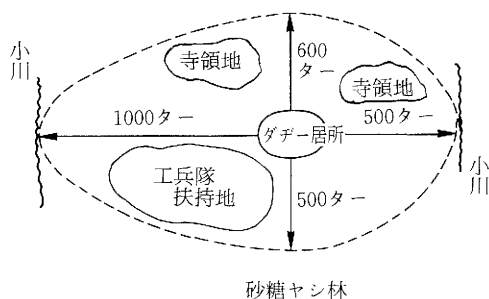 小川
寺領地
600
ター
寺領地
1000ター
ダヂー居所
500ター
工兵隊
扶持地
500ター
小川
砂糖ヤシ林